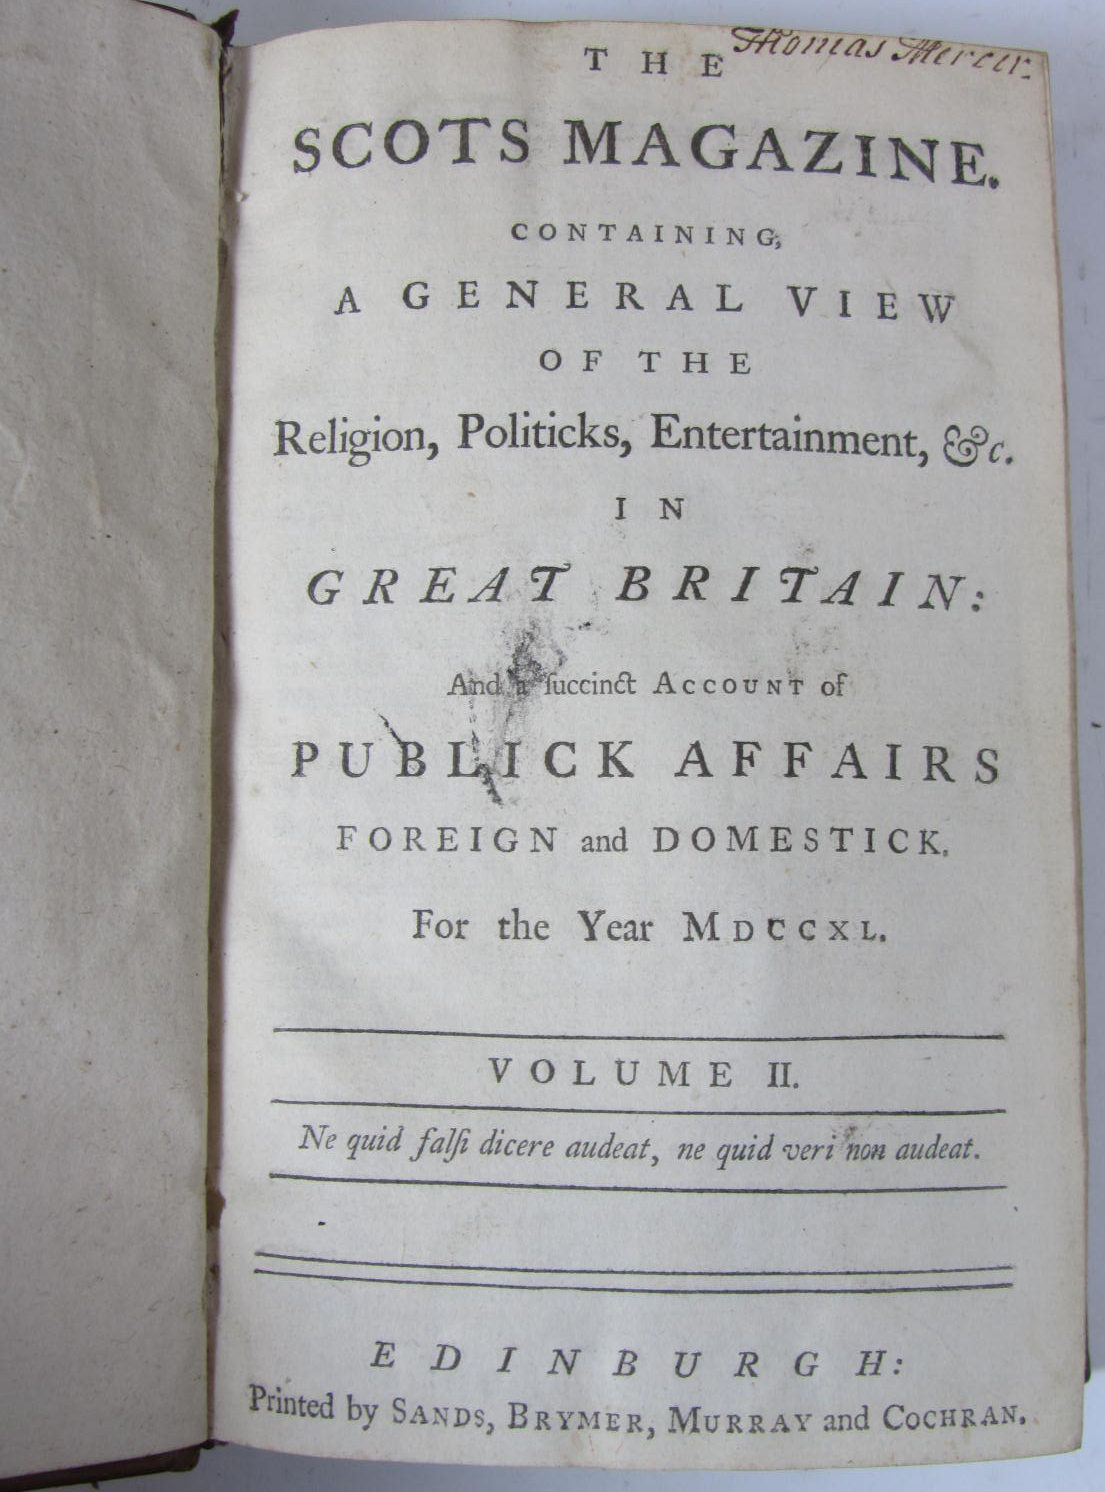 Thomas Mercer.
THE
SCOTS MAGAZINE.
CONTAINING,
A GENERAL VIEW
OF THE
Religion, Politicks, Entertainment, &c.
IN
GREAT BRITAIN:
And a ſuccinct ACCOUNT of
PUBLICK AFFAIRS
FOREIGN and DOMESTICK.
For the Year MDCCXL.
VOLUME II.
Ne quid falſi dicere audeat, ne quid veri non audeat.
EDINBURGH:
Printed by SANDS, BRYMER, MURRAY and COCHRAN.